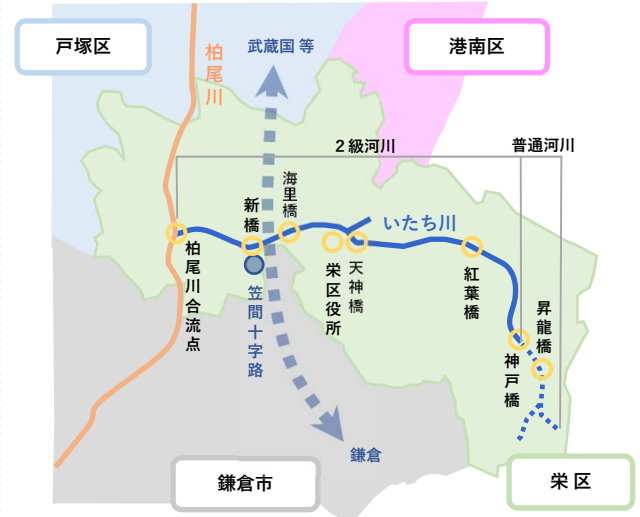 戸塚区
柏尾川
武蔵国 等
港南区
2級河川
普通河川
新橋
海里橋
いたち川
柏尾川合流点
笠間十字路
栄区役所
天神橋
紅葉橋
昇龍橋
神戸橋
鎌倉
鎌倉市
栄 区